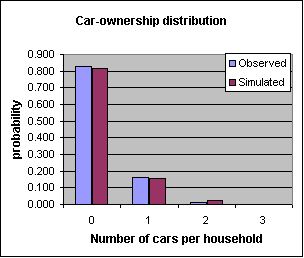 Car-ownership distribution
Observed
Simulated
probability
0.900
0.800
0.700
0.600
0.500
0.400
0.300
0.200
0.100
0.000
0 1 2 3
Number of cars per household